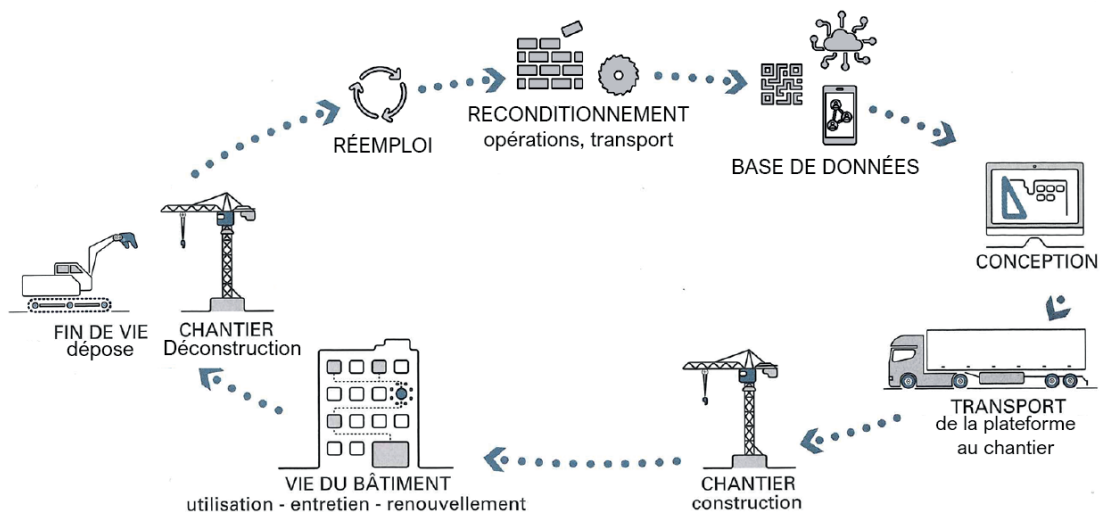 RÉEMPLOI
RECONDITIONNEMENT
opérations, transport
BASE DE DONNÉES
CONCEPTION
TRANSPORT
de la plateforme
au chantier
CHANTIER
construction
VIE DU BÂTIMENT
utilisation - entretien - renouvellement
CHANTIER
Déconstruction
FIN DE VIE
dépose